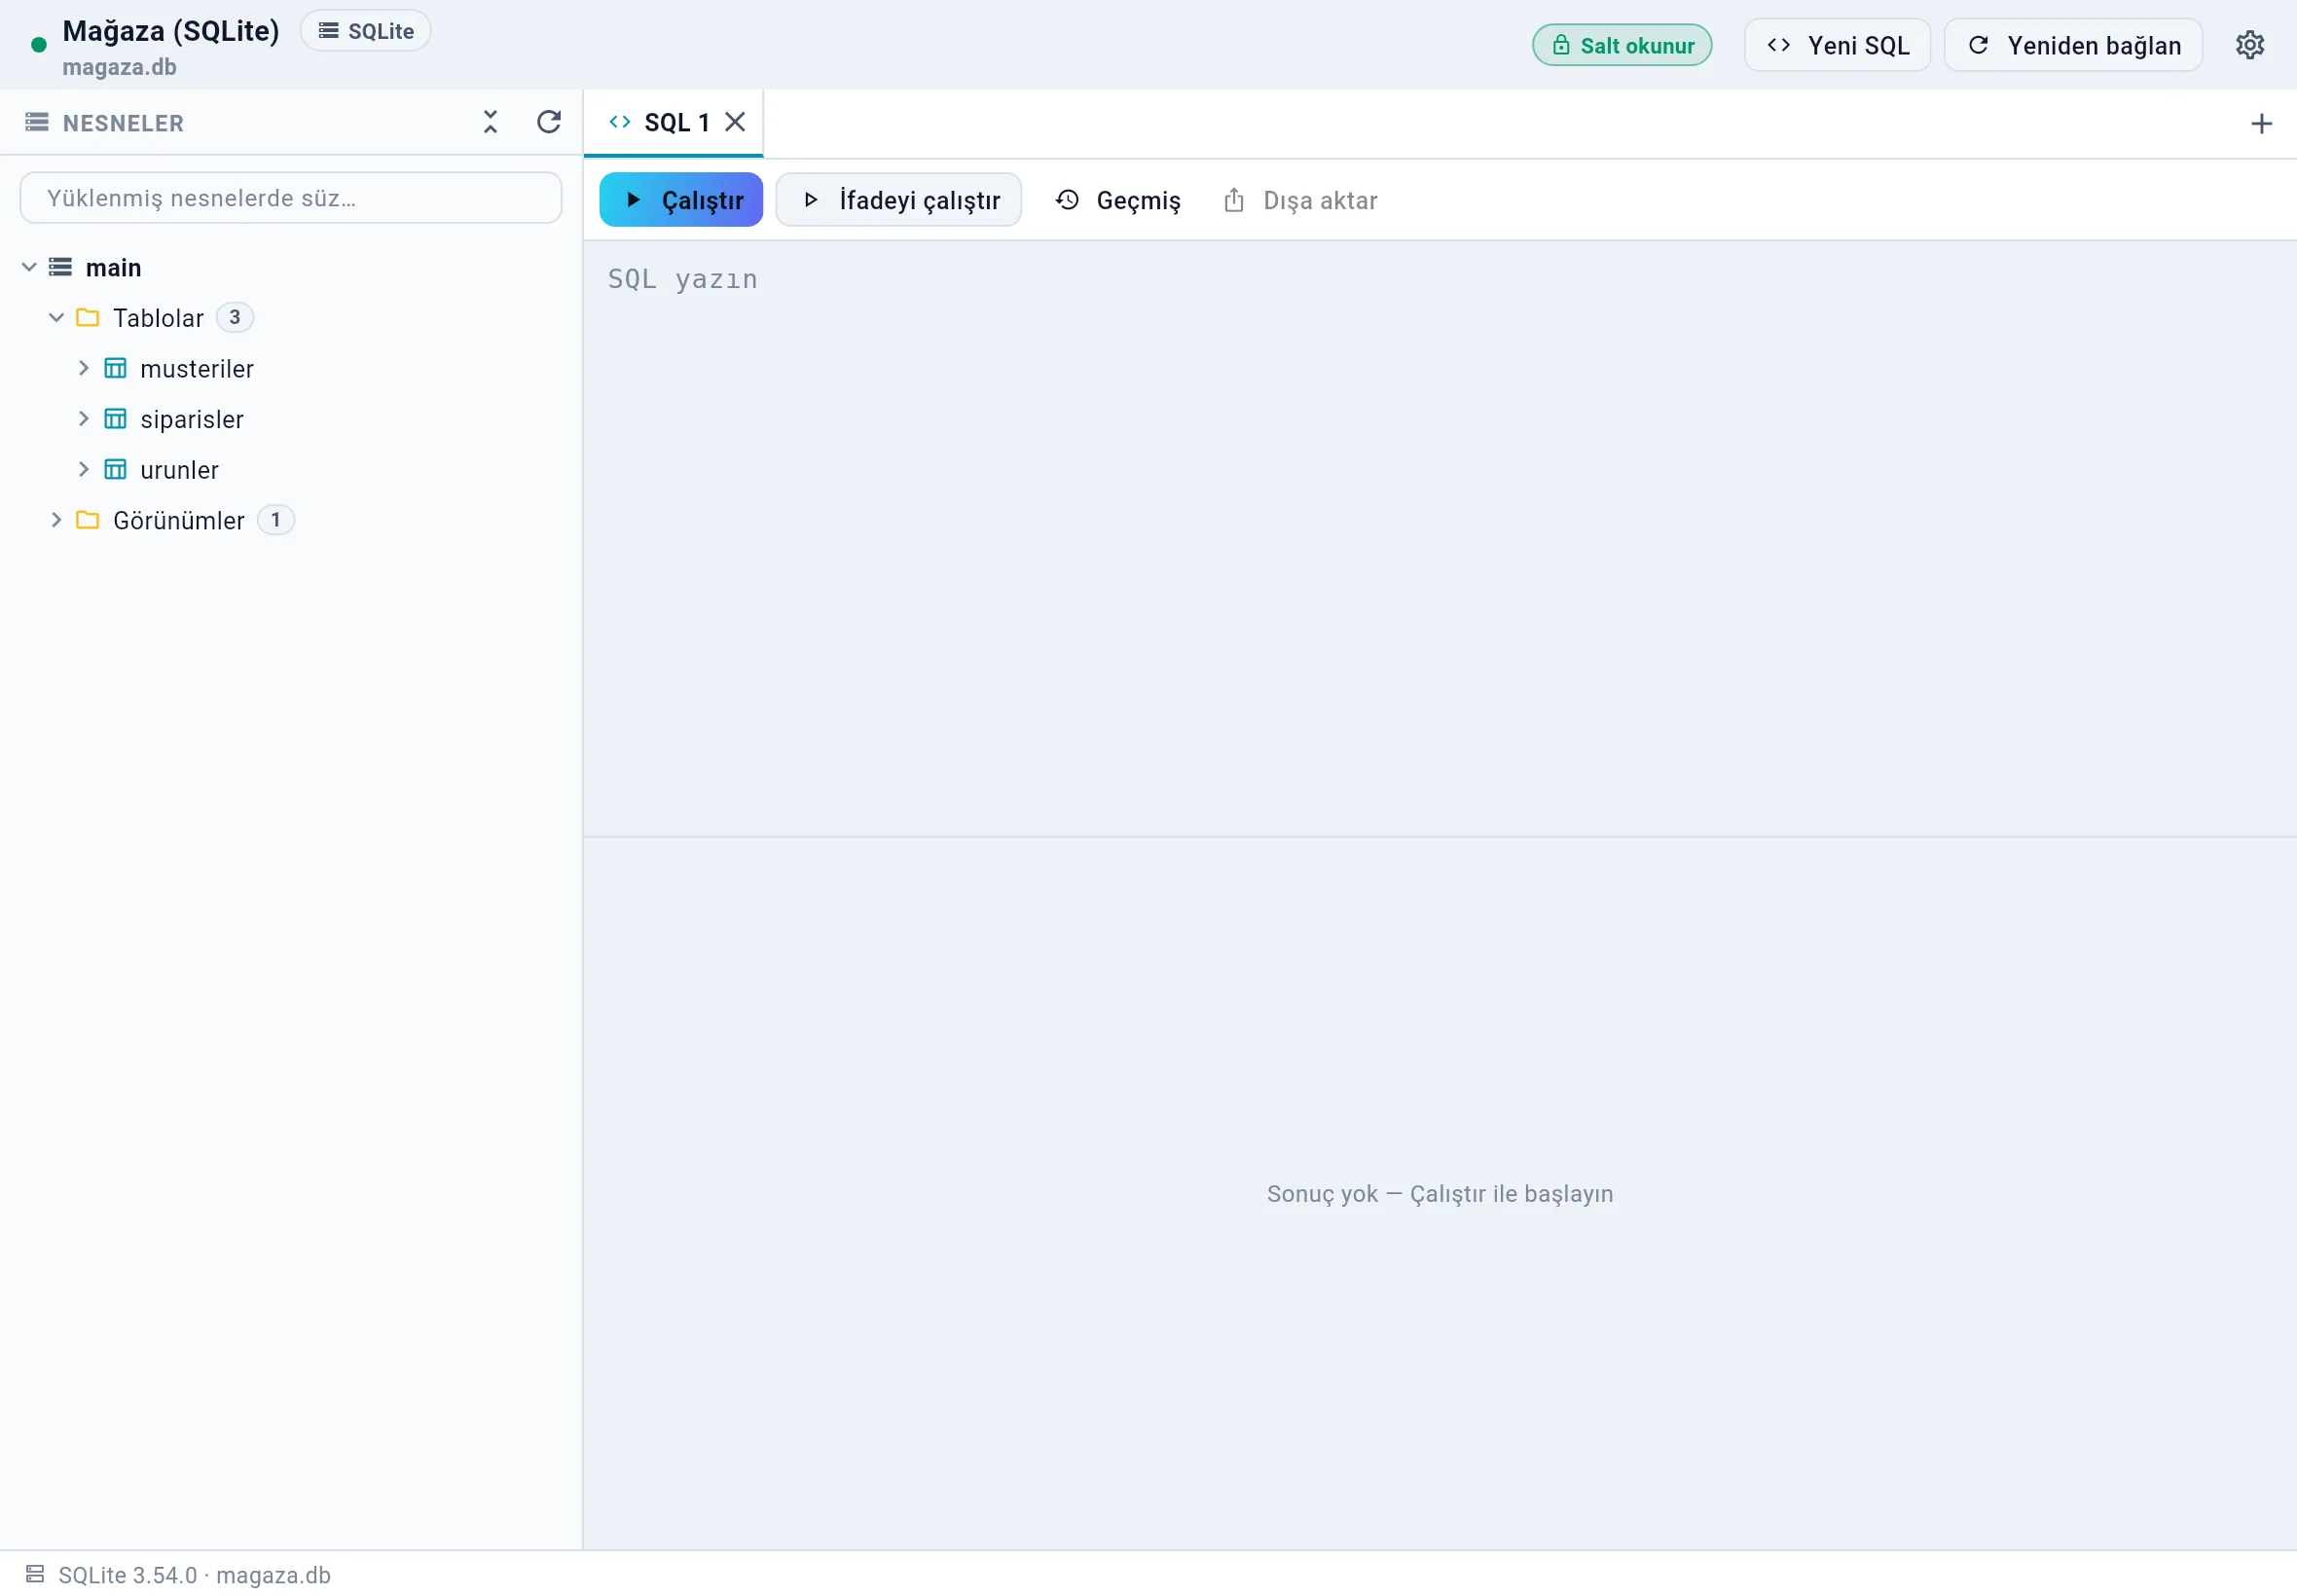 Mağaza (SQLite)
SQLite
magaza.db
Salt okunur
Yeni SQL
Yeniden bağlan
NESNELER
SQL 1
Yüklenmiş nesnelerde süz…
Çalıştır
İfadeyi çalıştır
Geçmiş
Dışa aktar
SQL yazın
main
Tablolar 3
musteriler
siparisler
urunler
Görünümler 1
Sonuç yok — Çalıştır ile başlayın
SQLite 3.54.0 · magaza.db